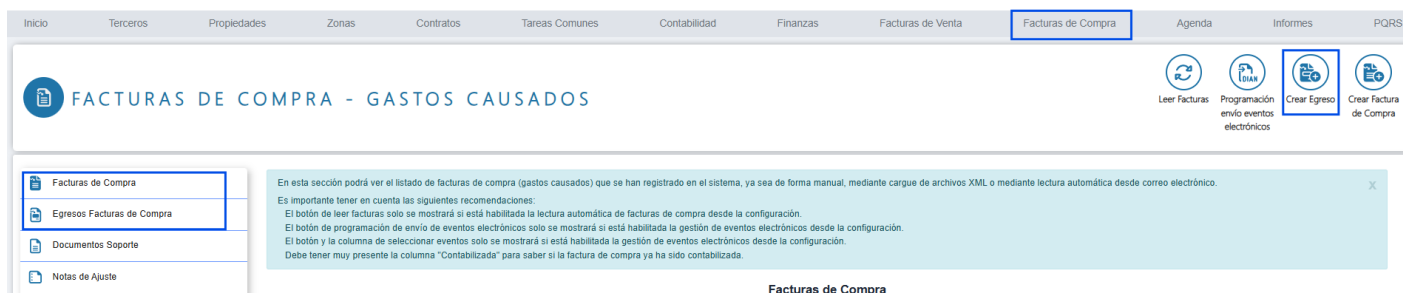 Inicio Terceros Propiedades Zonas Contratos Tareas Comunes Contabilidad Finanzas Facturas de Venta Facturas de Compra Agenda Informes PQRS
FACTURAS DE COMPRA - GASTOS CAUSADOS
Leer Facturas
DIAN
Programación
envío eventos
electrónicos
Crear Egreso
Crear Factura
de Compra
Facturas de Compra
Egresos Facturas de Compra
Documentos Soporte
Notas de Ajuste
En esta sección podrá ver el listado de facturas de compra (gastos causados) que se han registrado en el sistema, ya sea de forma manual, mediante cargue de archivos XML o mediante lectura automática desde correo electrónico.
X
Es importante tener en cuenta las siguientes recomendaciones:
El botón de leer facturas solo se mostrará si está habilitada la lectura automática de facturas de compra desde la configuración.
El botón de programación de envío de eventos electrónicos solo se mostrará si está habilitada la gestión de eventos electrónicos desde la configuración.
El botón y la columna de seleccionar eventos solo se mostrará si está habilitada la gestión de eventos electrónicos desde la configuración.
Debe tener muy presente la columna "Contabilizada" para saber si la factura de compra ya ha sido contabilizada.
Facturas de Compra